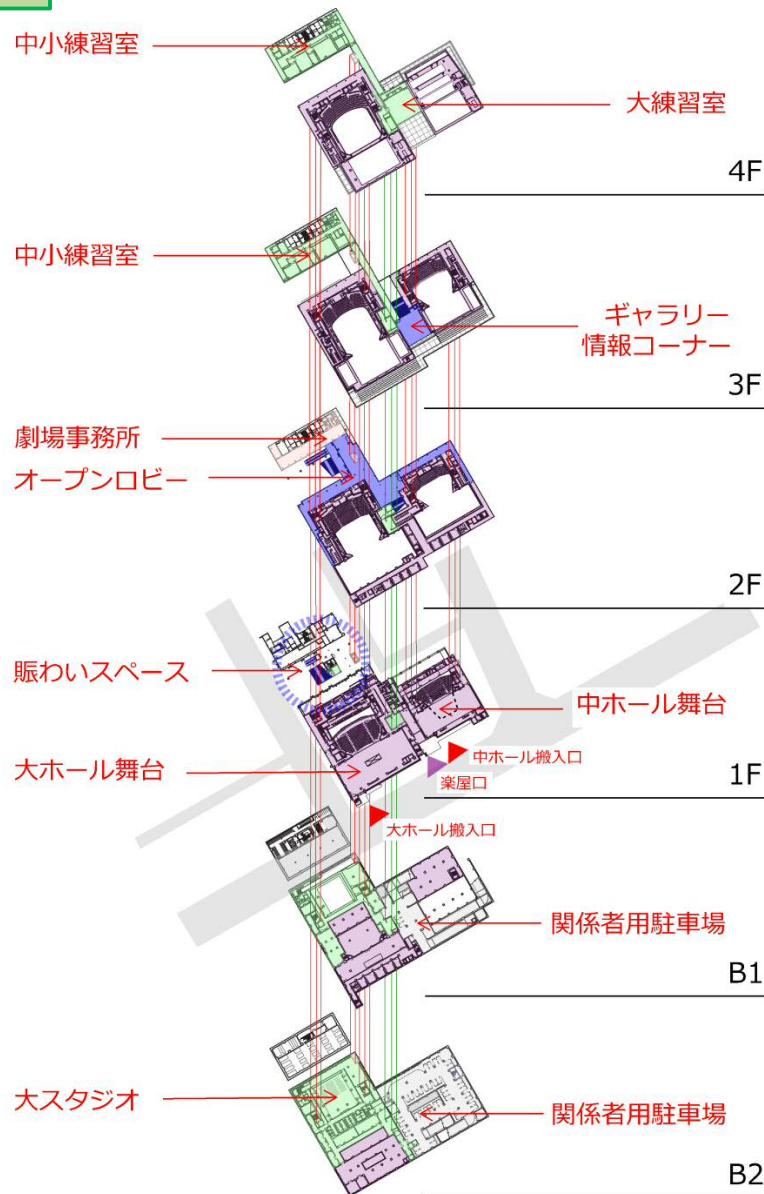 中小練習室
大練習室
4F
中小練習室
ギャラリー
情報コーナー
3F
劇場事務所
オープンロビー
2F
賑わいスペース
中ホール舞台
大ホール舞台
中ホール搬入口
楽屋口
1F
大ホール搬入口
関係者用駐車場
B1
大スタジオ
関係者用駐車場
B2